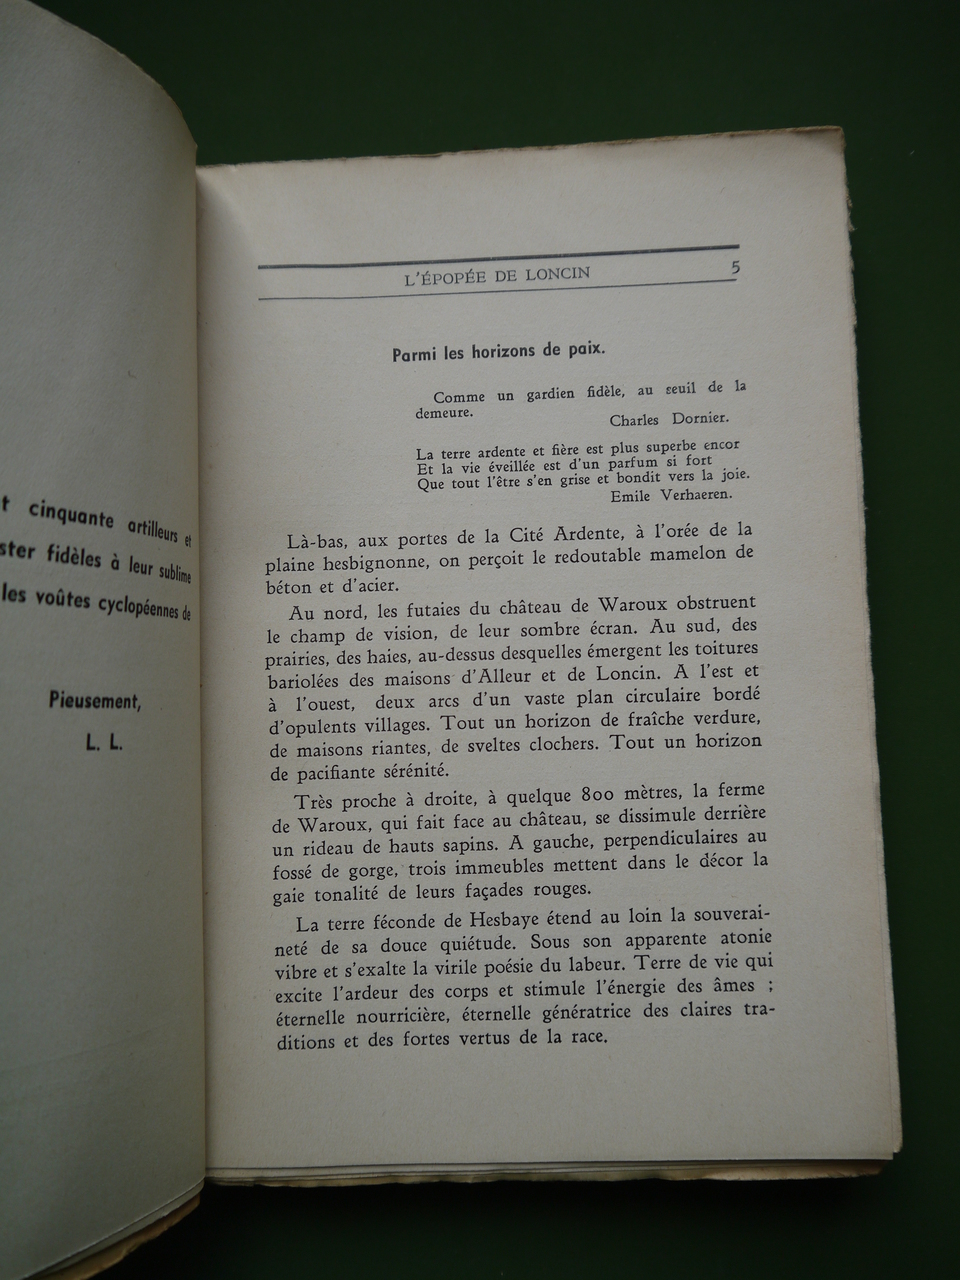 t cinquante artilleurs et
ster fidèles à leur sublime
les voûtes cyclopéennes de
Pieusement,
L. L.
L'ÉPOPÉE DE LONCIN 5
Parmi les horizons de paix.
Comme un gardien fidèle, au seuil de la
demeure.
Charles Dornier.
La terre ardente et fière est plus superbe encor
Et la vie éveillée est d'un parfum si fort
Que tout l'être s'en grise et bondit vers la joie.
Emile Verhaeren.
Là-bas, aux portes de la Cité Ardente, à l'orée de la
plaine hesbignonne, on perçoit le redoutable mamelon de
béton et d'acier.
Au nord, les futaies du château de Waroux obstruent
le champ de vision, de leur sombre écran. Au sud, des
prairies, des haies, au-dessus desquelles émergent les toitures
bariolées des maisons d'Alleur et de Loncin. A l'est et
à l'ouest, deux arcs d'un vaste plan circulaire bordé
d'opulents villages. Tout un horizon de fraîche verdure,
de maisons riantes, de sveltes clochers. Tout un horizon
de pacifiante sérénité.
Très proche à droite, à quelque 800 mètres, la ferme
de Waroux, qui fait face au château, se dissimule derrière
un rideau de hauts sapins. A gauche, perpendiculaires au
fossé de gorge, trois immeubles mettent dans le décor la
gaie tonalité de leurs façades rouges.
La terre féconde de Hesbaye étend au loin la souverai-
neté de sa douce quiétude. Sous son apparente atonie
vibre et s'exalte la virile poésie du labeur. Terre de vie qui
excite l'ardeur des corps et stimule l'énergie des âmes ;
éternelle nourricière, éternelle génératrice des claires tra-
ditions et des fortes vertus de la race.